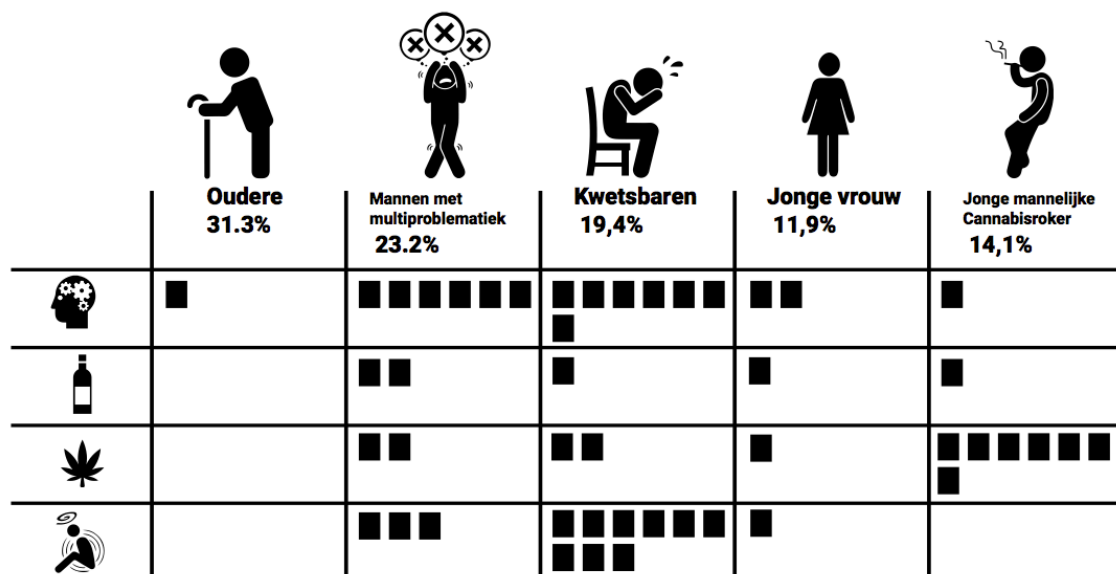 Oudere
31.3%
Mannen met
multiproblematiek
23.2%
Kwetsbaren
19,4%
Jonge vrouw
11,9%
Jonge mannelijke
Cannabisroker
14,1%